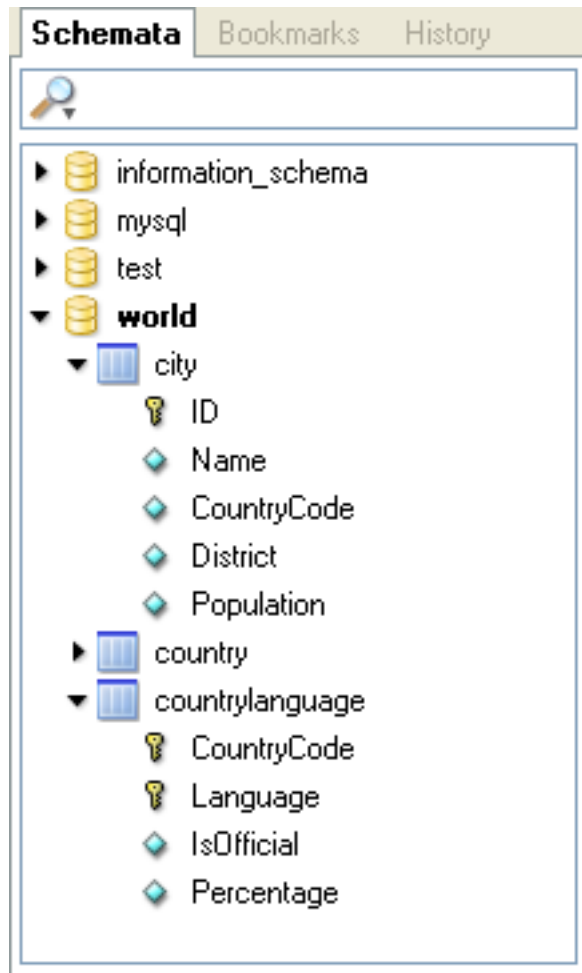 Schemata Bookmarks History
information_schema
mysql
test
world
city
ID
Name
CountryCode
District
Population
country
countrylanguage
CountryCode
Language
IsOfficial
Percentage